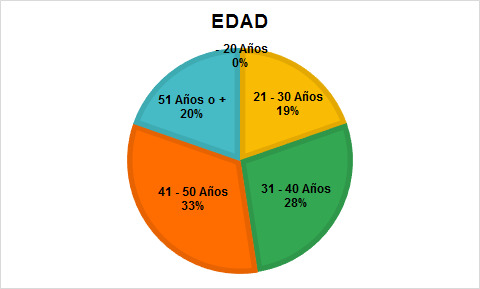 EDAD
- 20 Años
0%
21 - 30 Años
19%
51 Años o +
20%
31 - 40 Años
28%
41 - 50 Años
33%